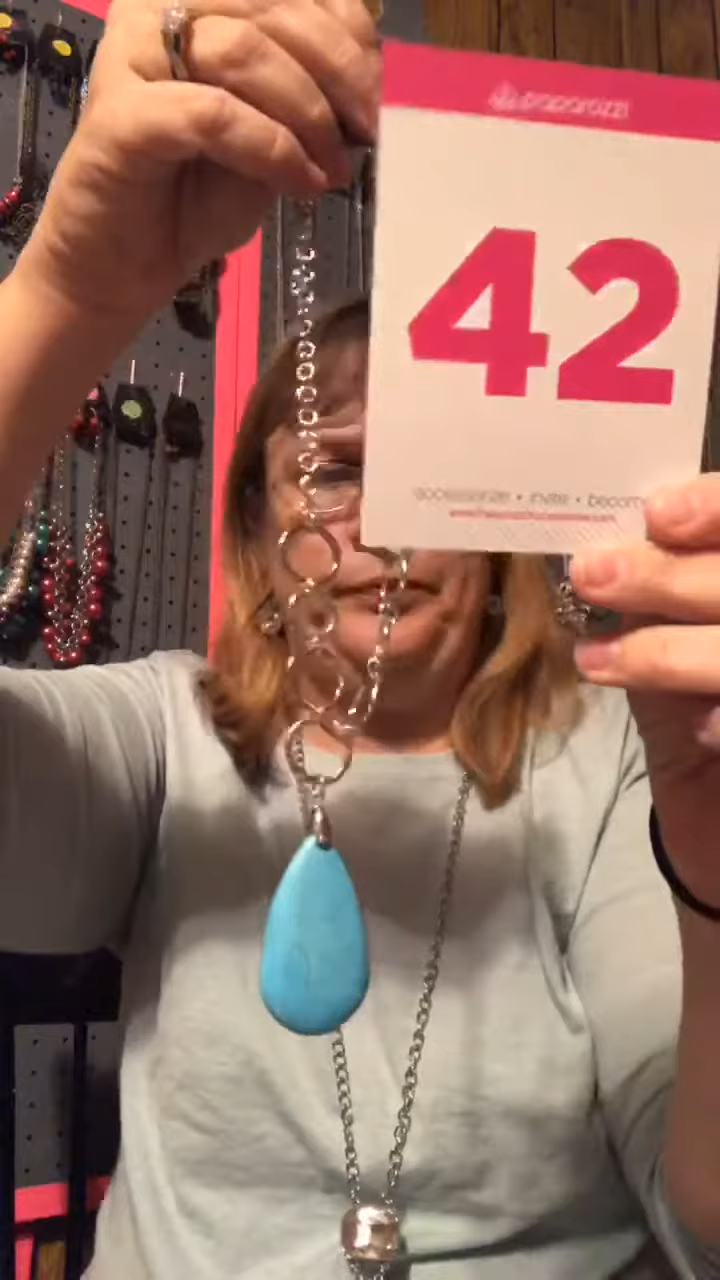 paparazzi
42
accessorize • invite • become